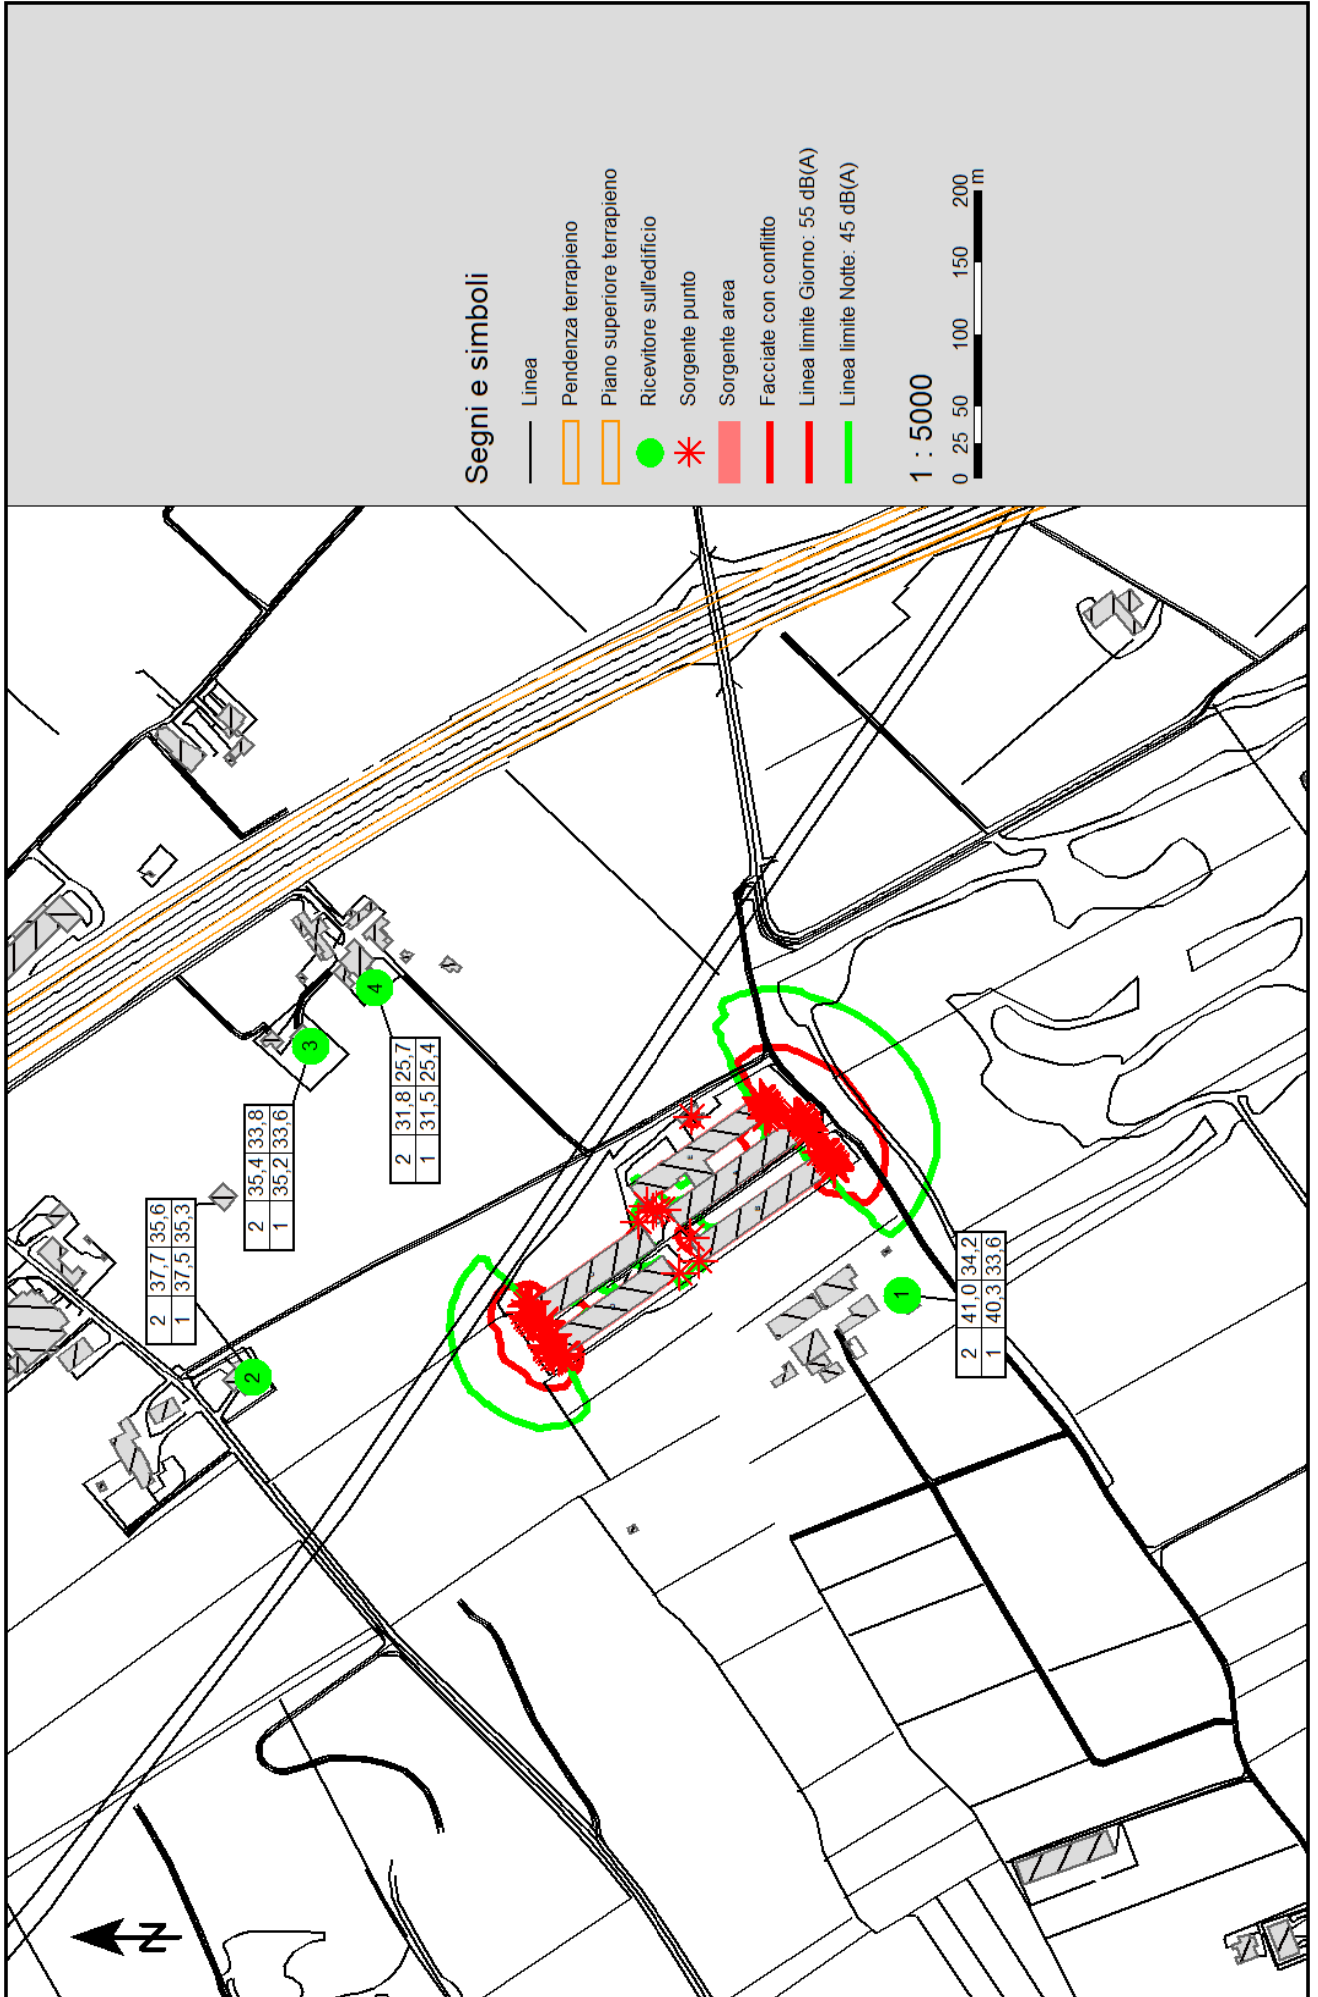 Segni e simboli
Linea
Pendenza terrapieno
Piano superiore terrapieno
Ricevitore sull'edificio
Sorgente punto
Sorgente area
Facciate con conflitto
Linea limite Giorno: 55 dB(A)
Linea limite Notte: 45 dB(A)
1 : 5000
0 25 50 100 150 200
m
2 37,7 35,6
1 37,5 35,3
2
2 35,4 33,8
1 35,2 33,6
3
2 31,8 25,7
1 31,5 25,4
4
2 41,0 34,2
1 40,3 33,6
1
N